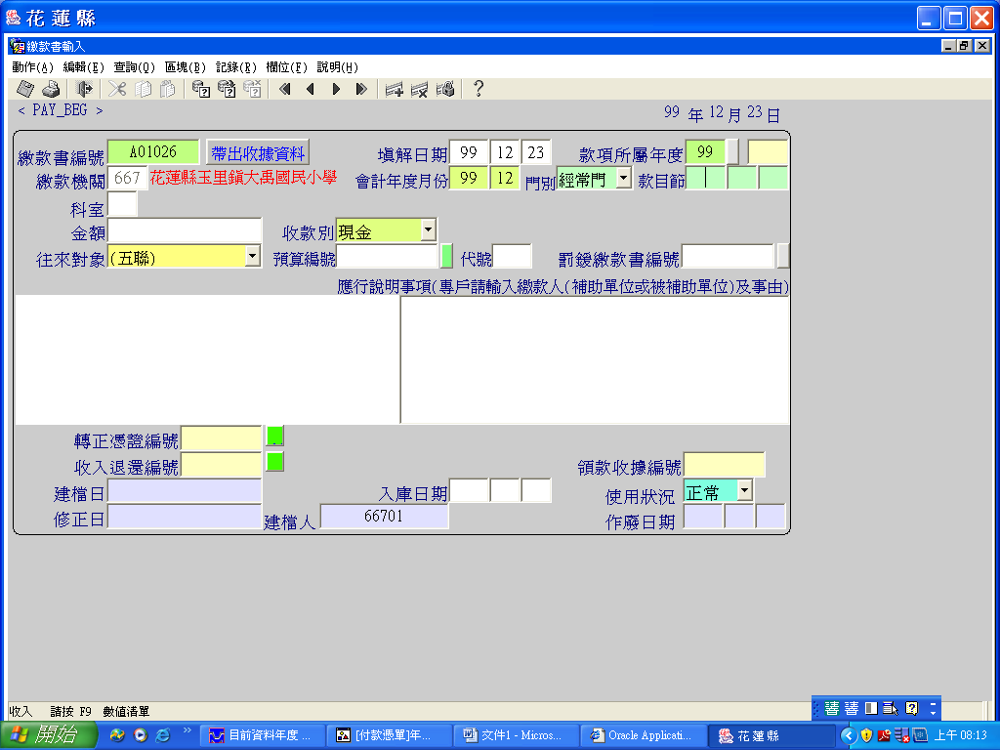 花蓮縣
繳款書輸入
動作(A) 編輯(E) 查詢(Q) 區塊(B) 記錄(R) 欄位(F) 說明(H)
< PAY_BEG > 99 年 12 月 23 日
繳款書編號 A01026 帶出收據資料 填解日期 99 12 23 款項所屬年度 99
繳款機關 667 花蓮縣玉里鎮大禹國民小學 會計年度月份 99 12 門別 經常門 款目節
科室
金額 收款別 現金
往來對象 (五聯) 預算編號 代號 罰鍰繳款書編號
應行說明事項(專戶請輸入繳款人(補助單位或被補助單位)及事由)
轉正憑證編號 ..
收入退還編號 領款收據編號
建檔日 入庫日期 使用狀況 正常
修正日 建檔人 66701 作廢日期
收入 請按 F9 數值清單
開始 目前資料年度 ... [付款憑單]年... 文件1 - Micros... Oracle Applicati... 花蓮縣 上午 08:13